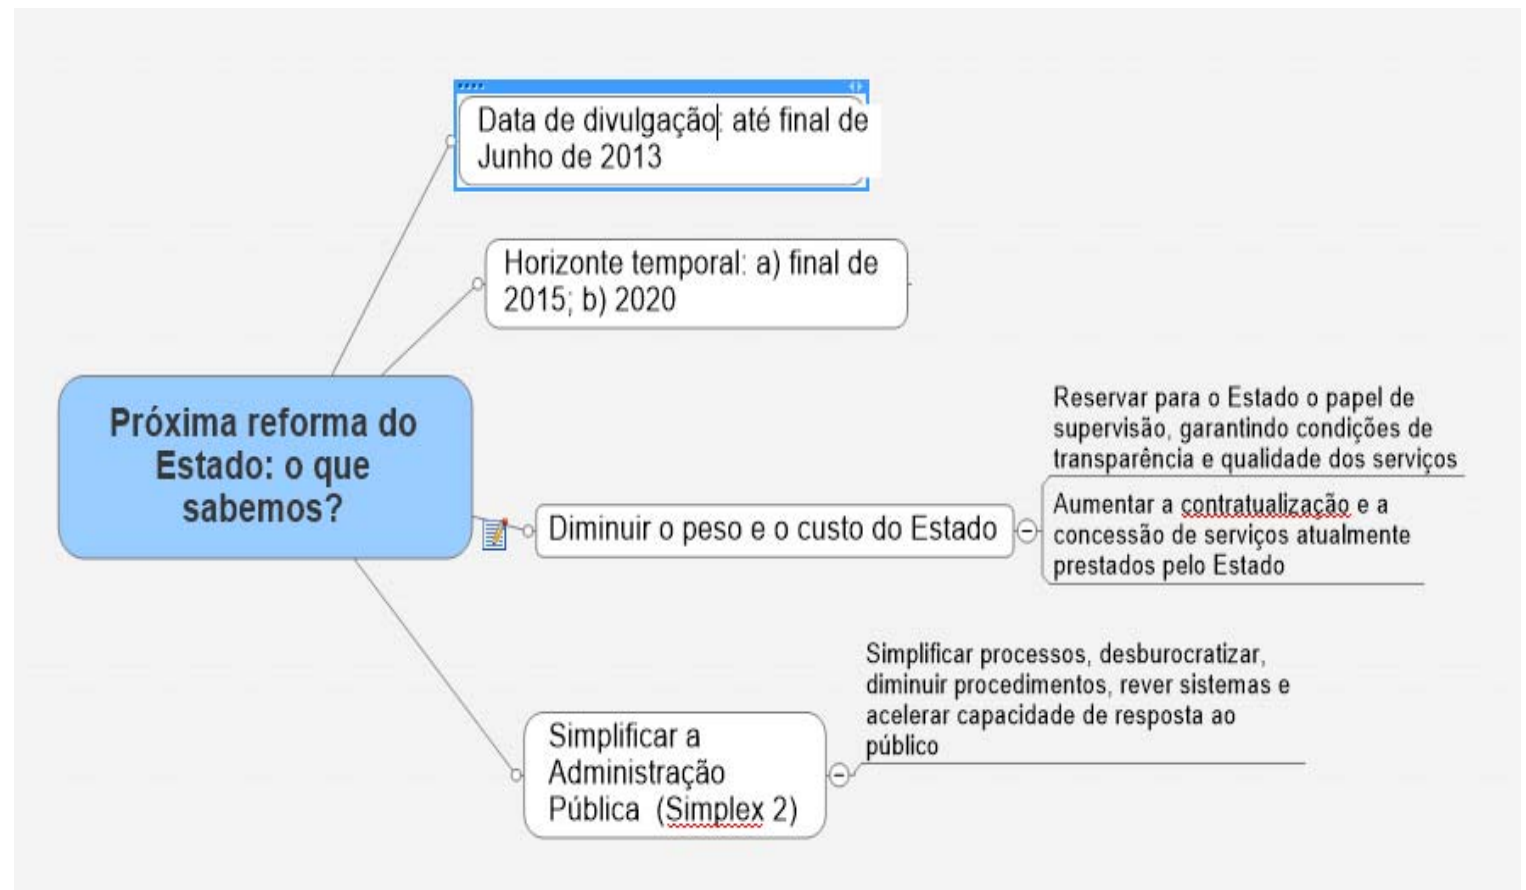 Data de divulgação: até final de
Junho de 2013
Horizonte temporal: a) final de
2015; b) 2020
Próxima reforma do
Estado: o que
sabemos?
Diminuir o peso e o custo do Estado
Reservar para o Estado o papel de
supervisão, garantindo condições de
transparência e qualidade dos serviços
Aumentar a contratualização e a
concessão de serviços atualmente
prestados pelo Estado
Simplificar a
Administração
Pública (Simplex 2)
Simplificar processos, desburocratizar,
diminuir procedimentos, rever sistemas e
acelerar capacidade de resposta ao
público